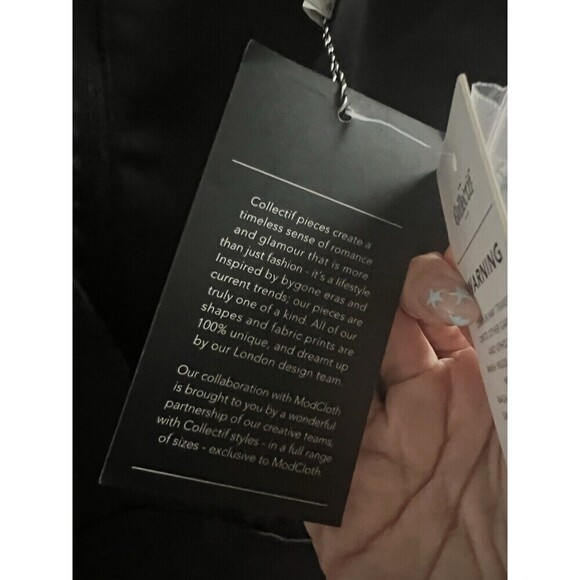 Collectif pieces create a
timeless sense of romance
and glamour that is more
than just fashion - it's a lifestyle
Inspired by bygone eras and
current trends; our pieces are
truly one of a kind. All of our
shapes and fabric prints are
100% unique, and dreamt up
by our London design team.
Our collaboration with ModCloth
is brought to you by a wonderful
partnership of our creative teams,
with Collectif styles - in a full range
of sizes - exclusive to ModCloth
Collectif
WARNING